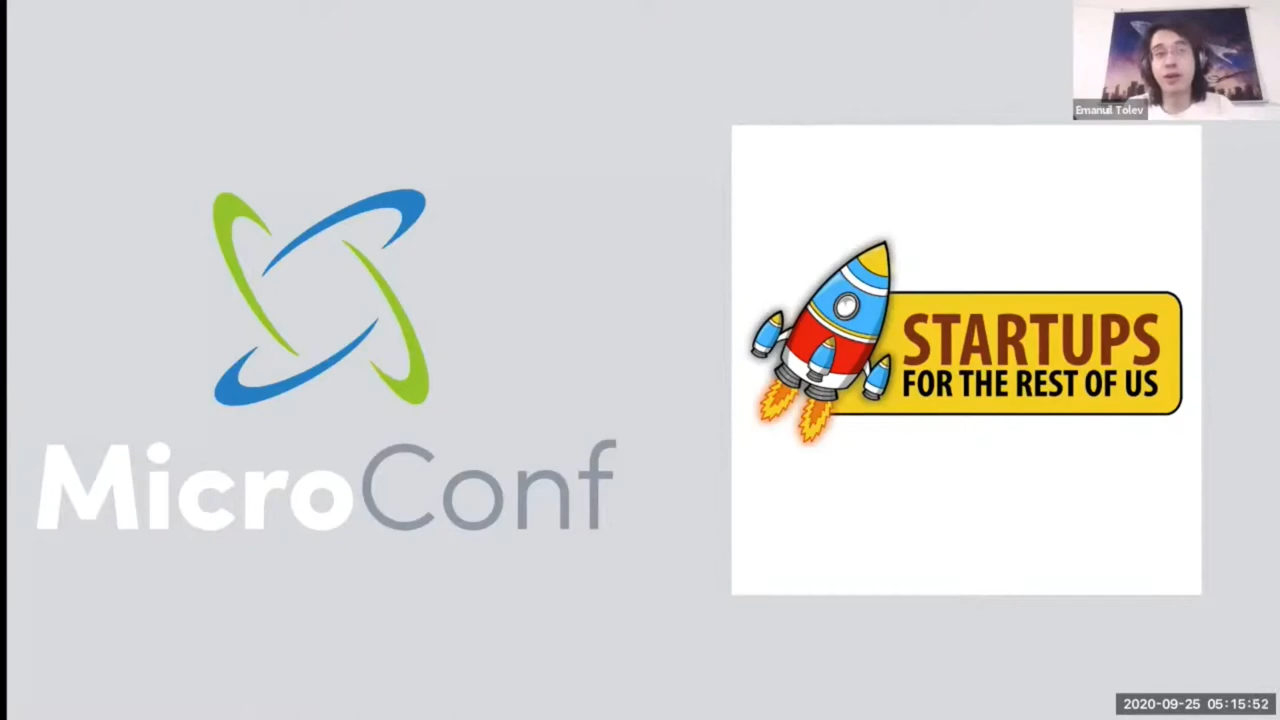 Emanuil Tolev
STARTUPS
FOR THE REST OF US
MicroConf
2020-09-25 05:15:52